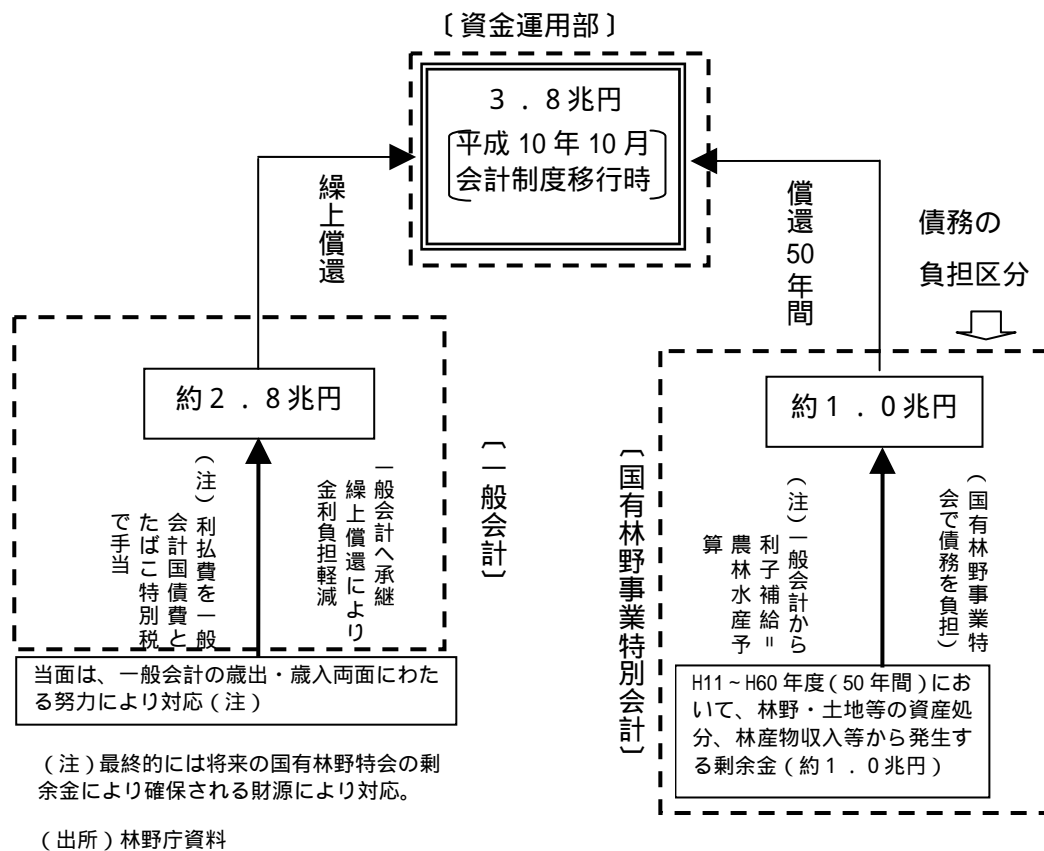 〔資金運用部〕
３．８兆円
平成10年10月
会計制度移行時
繰上償還
償還50年間
債務の
負担区分
約２．８兆円
約１．０兆円
一般会計へ承継
繰上償還により
金利負担軽減
（注）利払費を一般
会計国債費と
たばこ特別税
で手当
〔一般会計〕
当面は、一般会計の歳出・歳入両面にわた
る努力により対応（注）
〔国有林野事業特別会計〕
（国有林野事業特
会で債務を負担）
（注）一般会計から
利子補給＝
農林水産予
算
H11～H60年度（50年間）にお
いて、林野・土地等の資産処
分、林産物収入等から発生す
る剰余金（約１．０兆円）
（注）最終的には将来の国有林野特会の剰
余金により確保される財源により対応。
（出所）林野庁資料